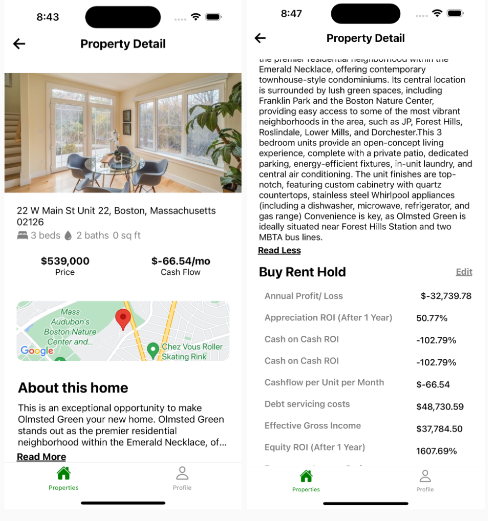 8:43
Property Detail
22 W Main St Unit 22, Boston, Massachusetts
02126
3 beds 2 baths 0 sq ft
$539,000
Price
$-66.54/mo
Cash Flow
Mass
Audubon's
Boston Nature
Center and...
Google
Chez Vous Roller
Skating Rink
About this home
This is an exceptional opportunity to make
Olmsted Green your new home. Olmsted Green
stands out as the premier residential
neighborhood within the Emerald Necklace, of...
Read More
Properties
Profile
8:47
Property Detail
the premier residential neighborhood within the
Emerald Necklace, offering contemporary
townhouse-style condominiums. Its central location
is surrounded by lush green spaces, including
Franklin Park and the Boston Nature Center,
providing easy access to some of the most vibrant
neighborhoods in the area, such as JP, Forest Hills,
Roslindale, Lower Mills, and Dorchester.This 3
bedroom units provide an open-concept living
experience, complete with a private patio, dedicated
parking, energy-efficient fixtures, in-unit laundry, and
central air conditioning. The unit finishes are top-
notch, featuring custom cabinetry with quartz
countertops, stainless steel Whirlpool appliances
(including a dishwasher, microwave, refrigerator, and
gas range) Convenience is key, as Olmsted Green is
ideally situated near Forest Hills Station and two
MBTA bus lines.
Read Less
Buy Rent Hold Edit
Annual Profit/ Loss $-32,739.78
Appreciation ROI (After 1 Year) 50.77%
Cash on Cash ROI -102.79%
Cash on Cash ROI -102.79%
Cashflow per Unit per Month $-66.54
Debt servicing costs $48,730.59
Effective Gross Income $37,784.50
Equity ROI (After 1 Year) 1607.69%
Properties
Profile